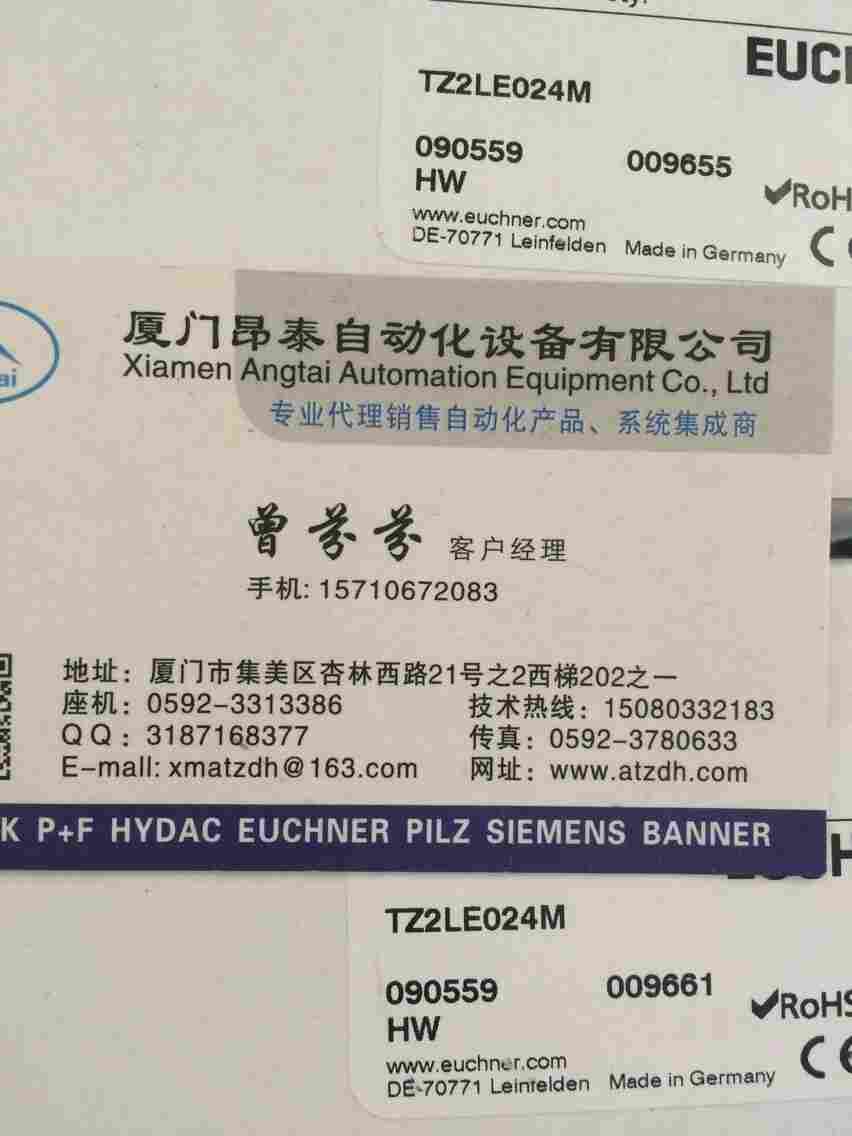 TZ2LE024M
090559 009655
HW
RoH
www.euchner.com
DE-70771 Leinfelden Made in Germany
厦门昂泰自动化设备有限公司
Xiamen Angtai Automation Equipment Co., Ltd
专业代理销售自动化产品、系统集成商
曾芬芬 客户经理
手机: 15710672083
地址：厦门市集美区杏林西路21号之2西梯202之一
座机：0592-3313386 技术热线：15080332183
QQ：3187168377 传真：0592-3780633
E-mall: xmatzdh@163.com 网址：www.atzdh.com
K P+F HYDAC EUCHNER PILZ SIEMENS BANNER
TZ2LE024M
090559 009661
HW
RoHS
www.euchner.com
DE-70771 Leinfelden Made in Germany
CE